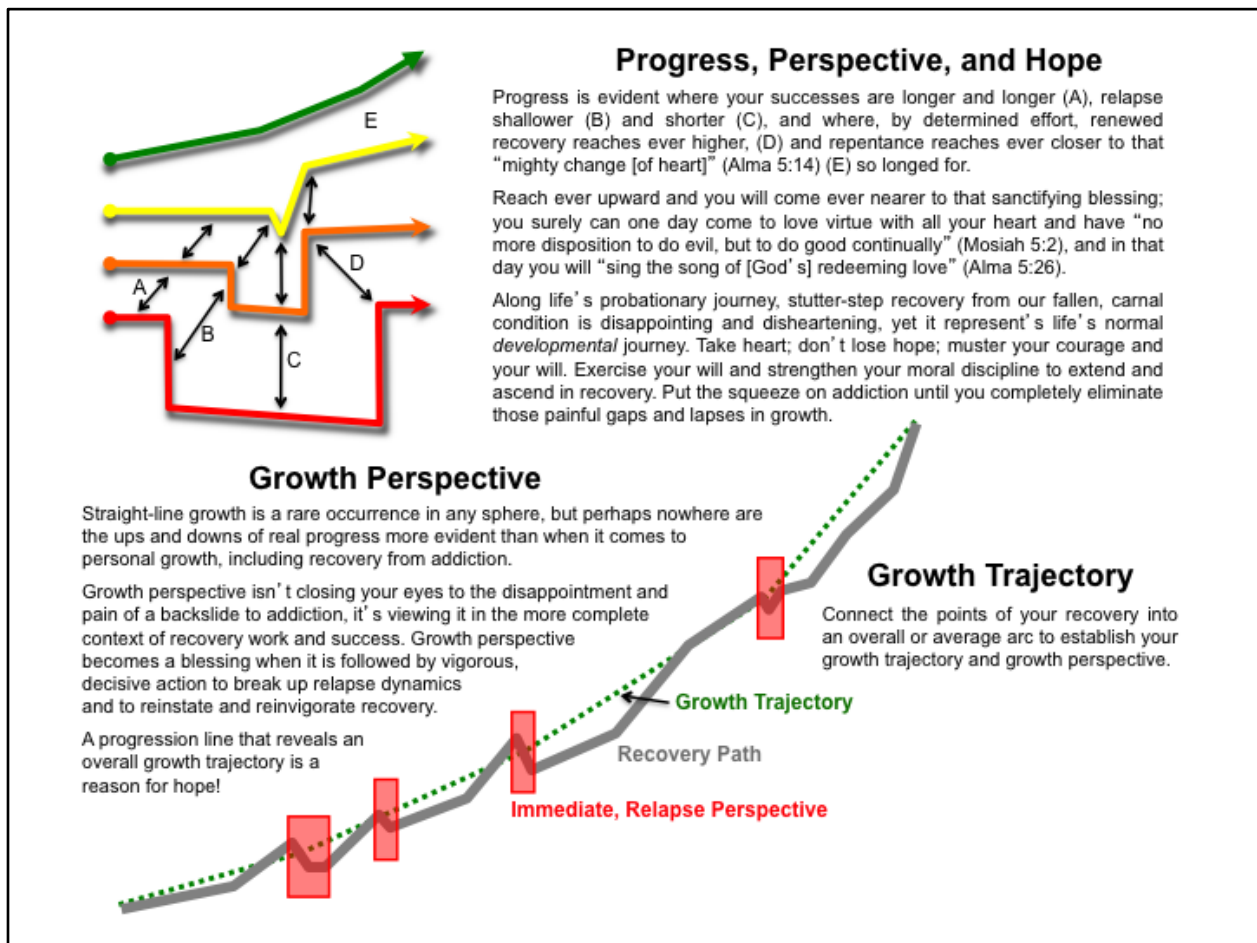 Progress, Perspective, and Hope
Progress is evident where your successes are longer and longer (A), relapse
shallower (B) and shorter (C), and where, by determined effort, renewed
recovery reaches ever higher, (D) and repentance reaches ever closer to that
“mighty change [of heart]” (Alma 5:14) (E) so longed for.
Reach ever upward and you will come ever nearer to that sanctifying blessing;
you surely can one day come to love virtue with all your heart and have “no
more disposition to do evil, but to do good continually” (Mosiah 5:2), and in that
day you will “sing the song of [God’s] redeeming love” (Alma 5:26).
Along life’s probationary journey, stutter-step recovery from our fallen, carnal
condition is disappointing and disheartening, yet it represent’s life’s normal
developmental journey. Take heart; don’t lose hope; muster your courage and
your will. Exercise your will and strengthen your moral discipline to extend and
ascend in recovery. Put the squeeze on addiction until you completely eliminate
those painful gaps and lapses in growth.
E
D
A
B
C
Growth Perspective
Straight-line growth is a rare occurrence in any sphere, but perhaps nowhere are
the ups and downs of real progress more evident than when it comes to
personal growth, including recovery from addiction.
Growth perspective isn’t closing your eyes to the disappointment and
pain of a backslide to addiction, it’s viewing it in the more complete
context of recovery work and success. Growth perspective
becomes a blessing when it is followed by vigorous,
decisive action to break up relapse dynamics
and to reinstate and reinvigorate recovery.
A progression line that reveals an
overall growth trajectory is a
reason for hope!
Growth Trajectory
Connect the points of your recovery into
an overall or average arc to establish your
growth trajectory and growth perspective.
Growth Trajectory
Recovery Path
Immediate, Relapse Perspective